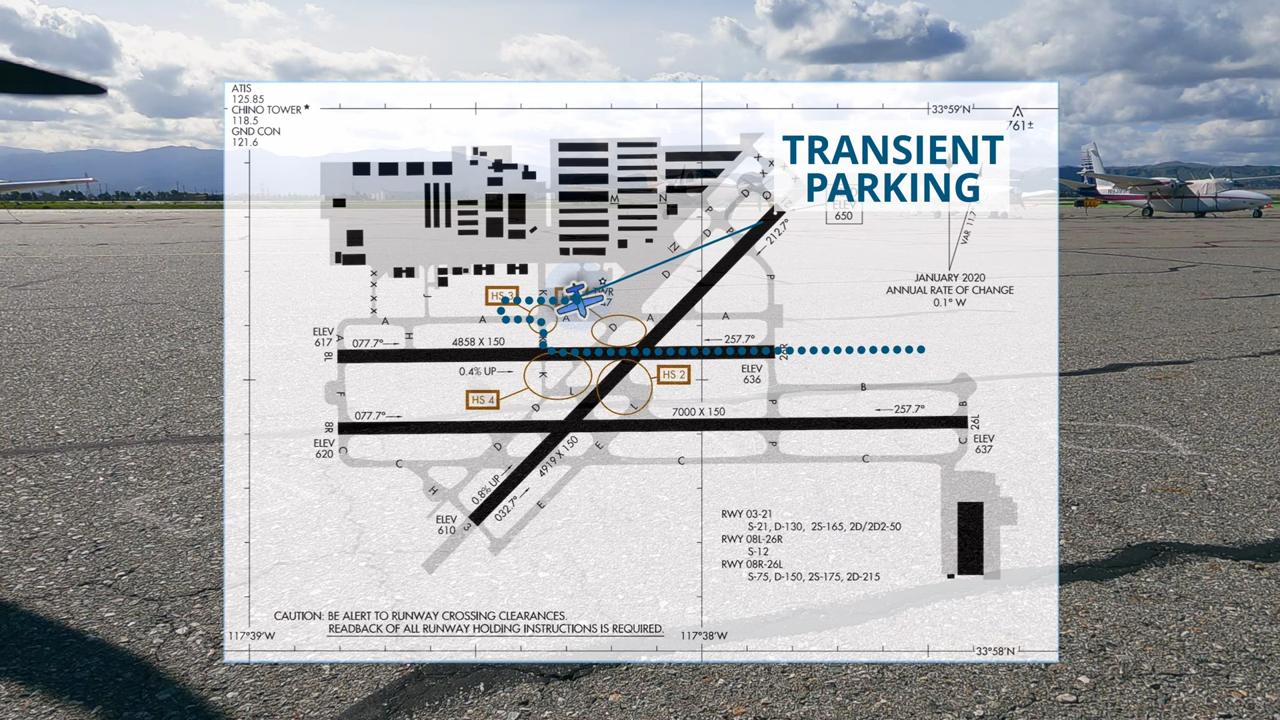 ATIS
125.85
CHINO TOWER ★
118.5
GND CON
121.6
33°59'N
761±
TRANSIENT
PARKING
ELEV
650
VAR 11.7
JANUARY 2020
ANNUAL RATE OF CHANGE
0.1° W
X
X
X
M
N
P
D
P
P
D
212.7°
D
P
HS 3
K
J
X
X
X
X
X
A
A
A
D
A
A
ELEV
617
077.7°
H
4858 X 150
257.7°
26R
8L
0.4% UP
K
L
HS 2
ELEV
636
HS 4
D
L
F
B
B
P
077.7°
7000 X 150
257.7°
8R
26L
ELEV
620
G
C
D
E
C
P
C
G
ELEV
637
4919 X 150
0.8% UP
032.7°
H
E
ELEV
610
3
RWY 03-21
S-21, D-130, 2S-165, 2D/2D2-50
RWY 08L-26R
S-12
RWY 08R-26L
S-75, D-150, 2S-175, 2D-215
CAUTION: BE ALERT TO RUNWAY CROSSING CLEARANCES.
READBACK OF ALL RUNWAY HOLDING INSTRUCTIONS IS REQUIRED.
117°39'W
117°38'W
33°58'N